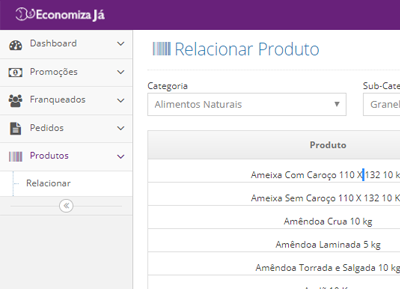 Economiza Já
Dashboard
Promoções
Franqueados
Pedidos
Produtos
Relacionar
Relacionar Produto
Categoria
Sub-Cate
Alimentos Naturais
Granel
Produto
Ameixa Com Caroço 110 X 132 10 k
Ameixa Sem Caroço 110 X 132 10 K
Amêndoa Crua 10 kg
Amêndoa Laminada 5 kg
Amêndoa Torrada e Salgada 10 kg